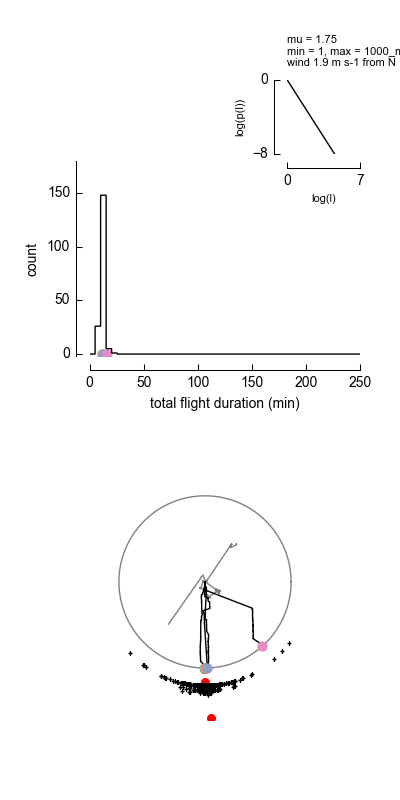 mu = 1.75
min = 1, max = 1000_m
wind 1.9 m s-1 from N
0
log(p(l))
−8
0
7
log(l)
150
count
100
50
0
0
50
100
150
200
250
total flight duration (min)